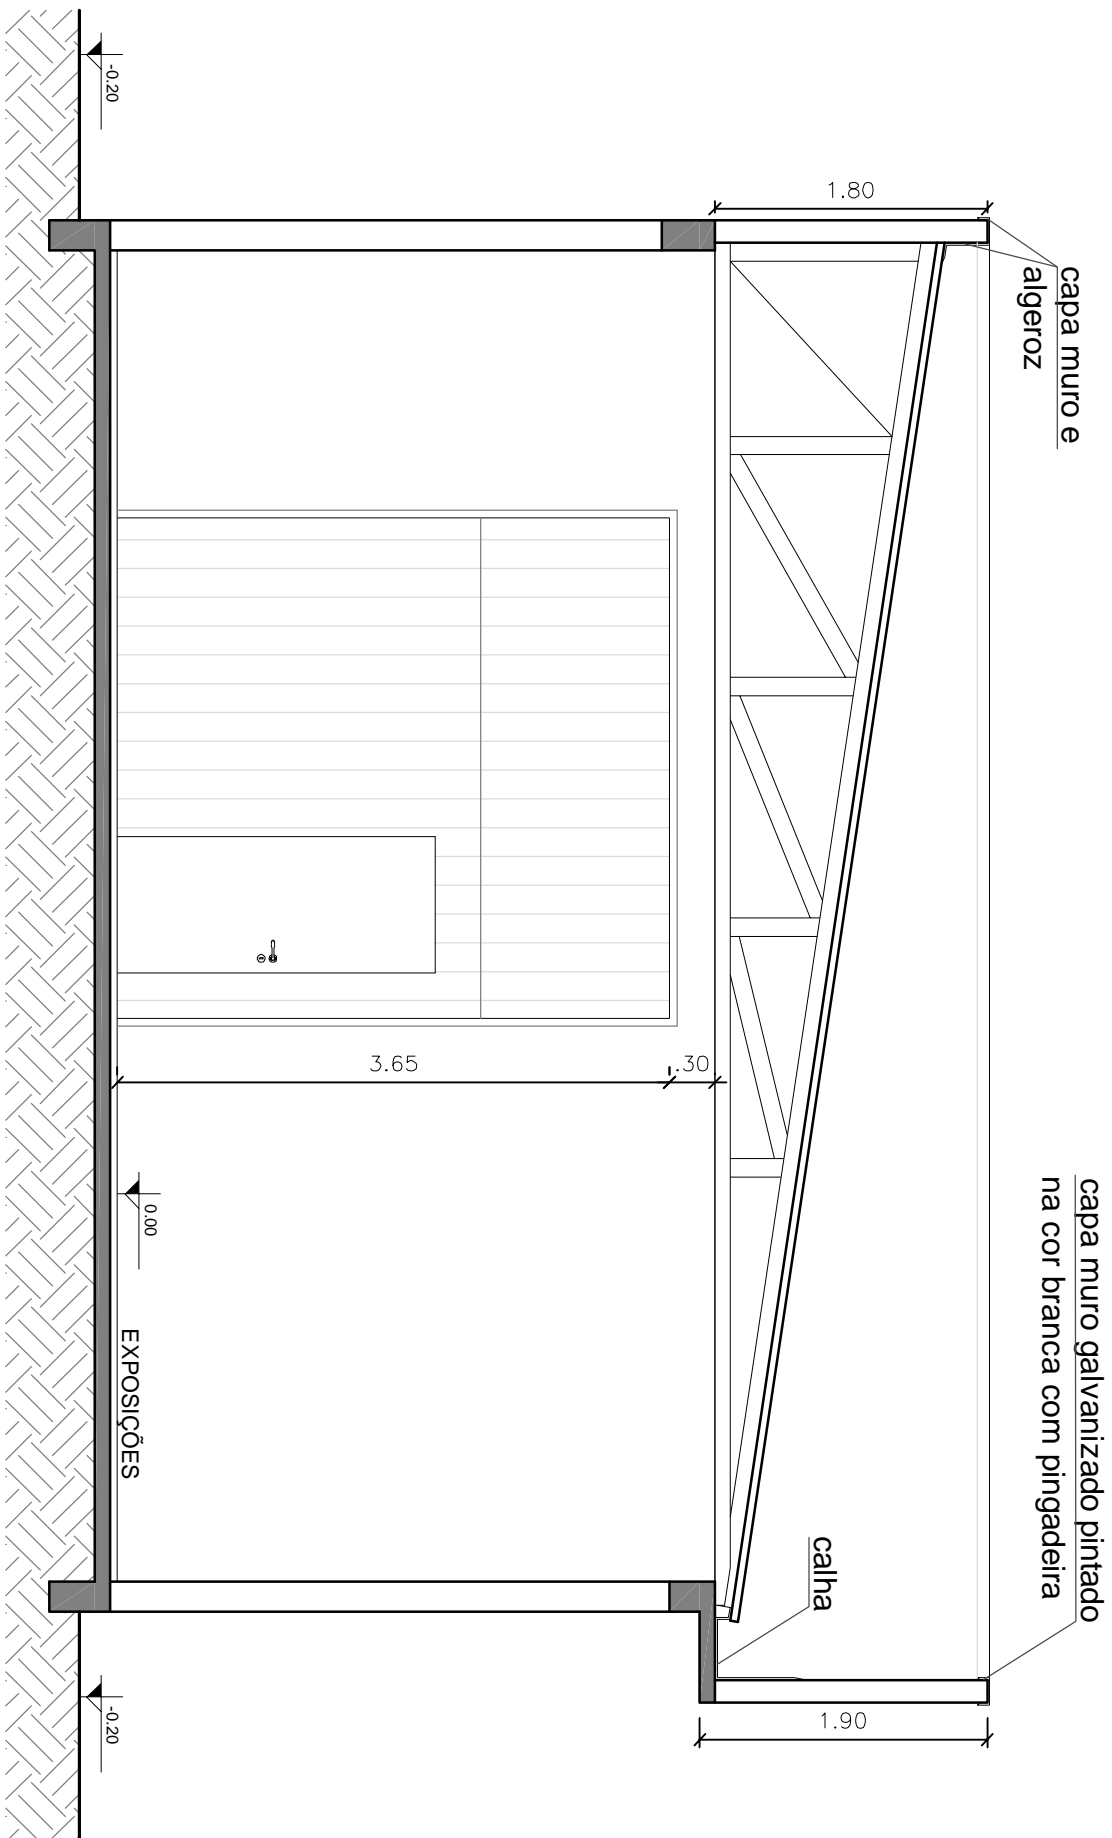 capa muro e
algeroz
capa muro galvanizado pintado
na cor branca com pingadeira
calha
1.80
1.90
.30
3.65
0.00
EXPOSIÇÕES
-0.20
-0.20